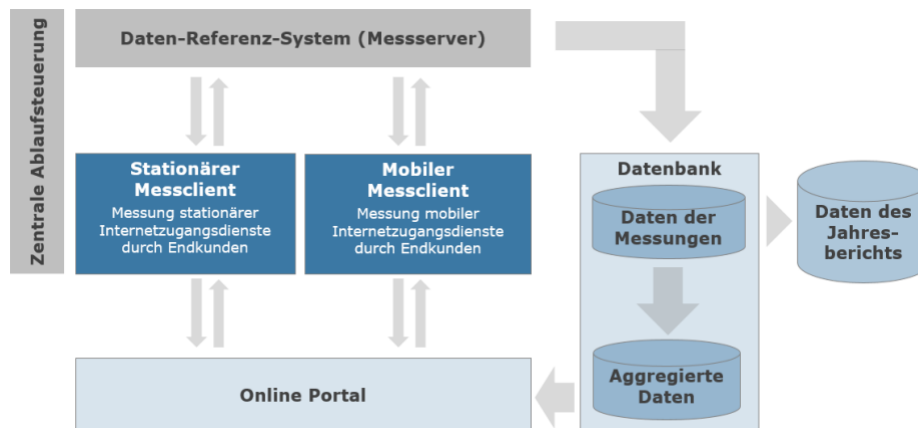 Zentrale Ablaufsteuerung
Daten-Referenz-System (Messserver)
Stationärer
Messclient
Messung stationärer
Internetzugangsdienste
durch Endkunden
Mobiler
Messclient
Messung mobiler
Internetzugangsdienste
durch Endkunden
Datenbank
Daten der
Messungen
Daten des
Jahres-
berichts
Aggregierte
Daten
Online Portal